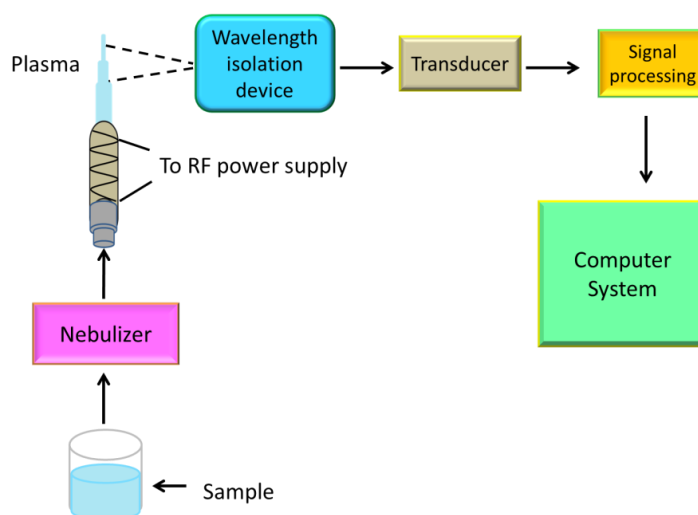 Plasma
Wavelength
isolation
device
Transducer
Signal
processing
To RF power supply
Computer
System
Nebulizer
Sample